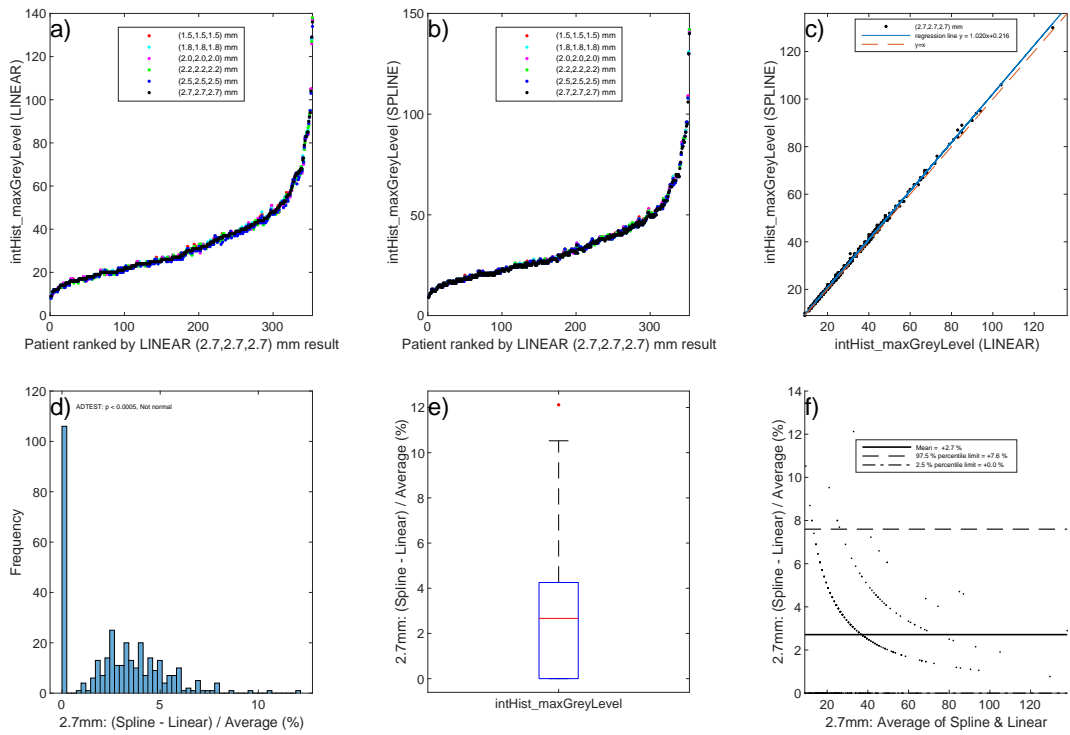 a)
140
120
100
80
60
40
20
0
0
100
200
300
intHist_maxGreyLevel (LINEAR)
Patient ranked by LINEAR (2.7,2.7,2.7) mm result
(1.5,1.5,1.5) mm
(1.8,1.8,1.8) mm
(2.0,2.0,2.0) mm
(2.2,2.2,2.2) mm
(2.5,2.5,2.5) mm
(2.7,2.7,2.7) mm
b)
150
100
50
0
0
100
200
300
intHist_maxGreyLevel (SPLINE)
Patient ranked by LINEAR (2.7,2.7,2.7) mm result
(1.5,1.5,1.5) mm
(1.8,1.8,1.8) mm
(2.0,2.0,2.0) mm
(2.2,2.2,2.2) mm
(2.5,2.5,2.5) mm
(2.7,2.7,2.7) mm
c)
120
100
80
60
40
20
20
40
60
80
100
120
intHist_maxGreyLevel (SPLINE)
intHist_maxGreyLevel (LINEAR)
(2.7,2.7,2.7) mm
regression line y = 1.020x+0.216
y=x
d)
ADTEST: p < 0.0005, Not normal
120
100
80
60
40
20
0
0
5
10
Frequency
2.7mm: (Spline - Linear) / Average (%)
e)
12
10
8
6
4
2
0
2.7mm: (Spline - Linear) / Average (%)
intHist_maxGreyLevel
f)
14
12
10
8
6
4
2
0
20
40
60
80
100
120
2.7mm: (Spline - Linear) / Average (%)
2.7mm: Average of Spline & Linear
Mean = +2.7 %
97.5 % percentile limit = +7.6 %
2.5 % percentile limit = +0.0 %